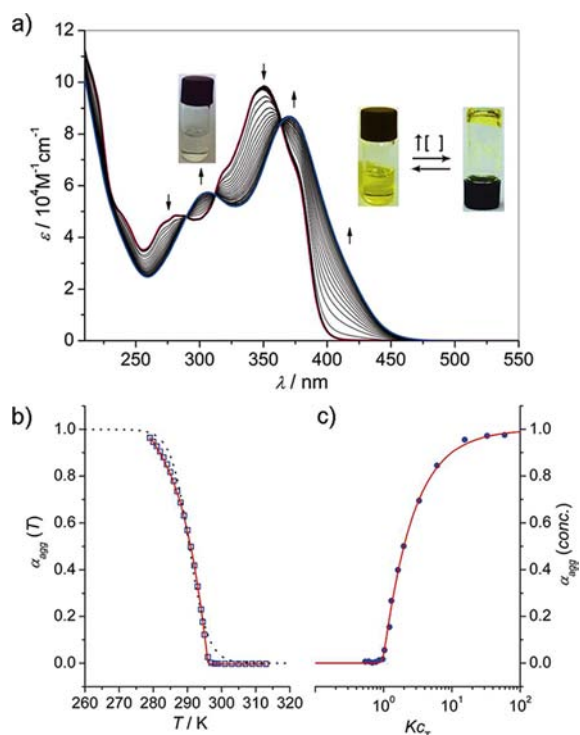 a)
12
10
8
6
4
2
0
ε / 10⁴M⁻¹cm⁻¹
↑[ ]
250 300 350 400 450 500 550
λ / nm
b)
c)
1.0
0.8
0.6
0.4
0.2
0.0
α_agg (T)
260 270 280 290 300 310 320
T / K
10⁰ 10¹ 10²
Kc_T
1.0
0.8
0.6
0.4
0.2
0.0
α_agg (conc.)